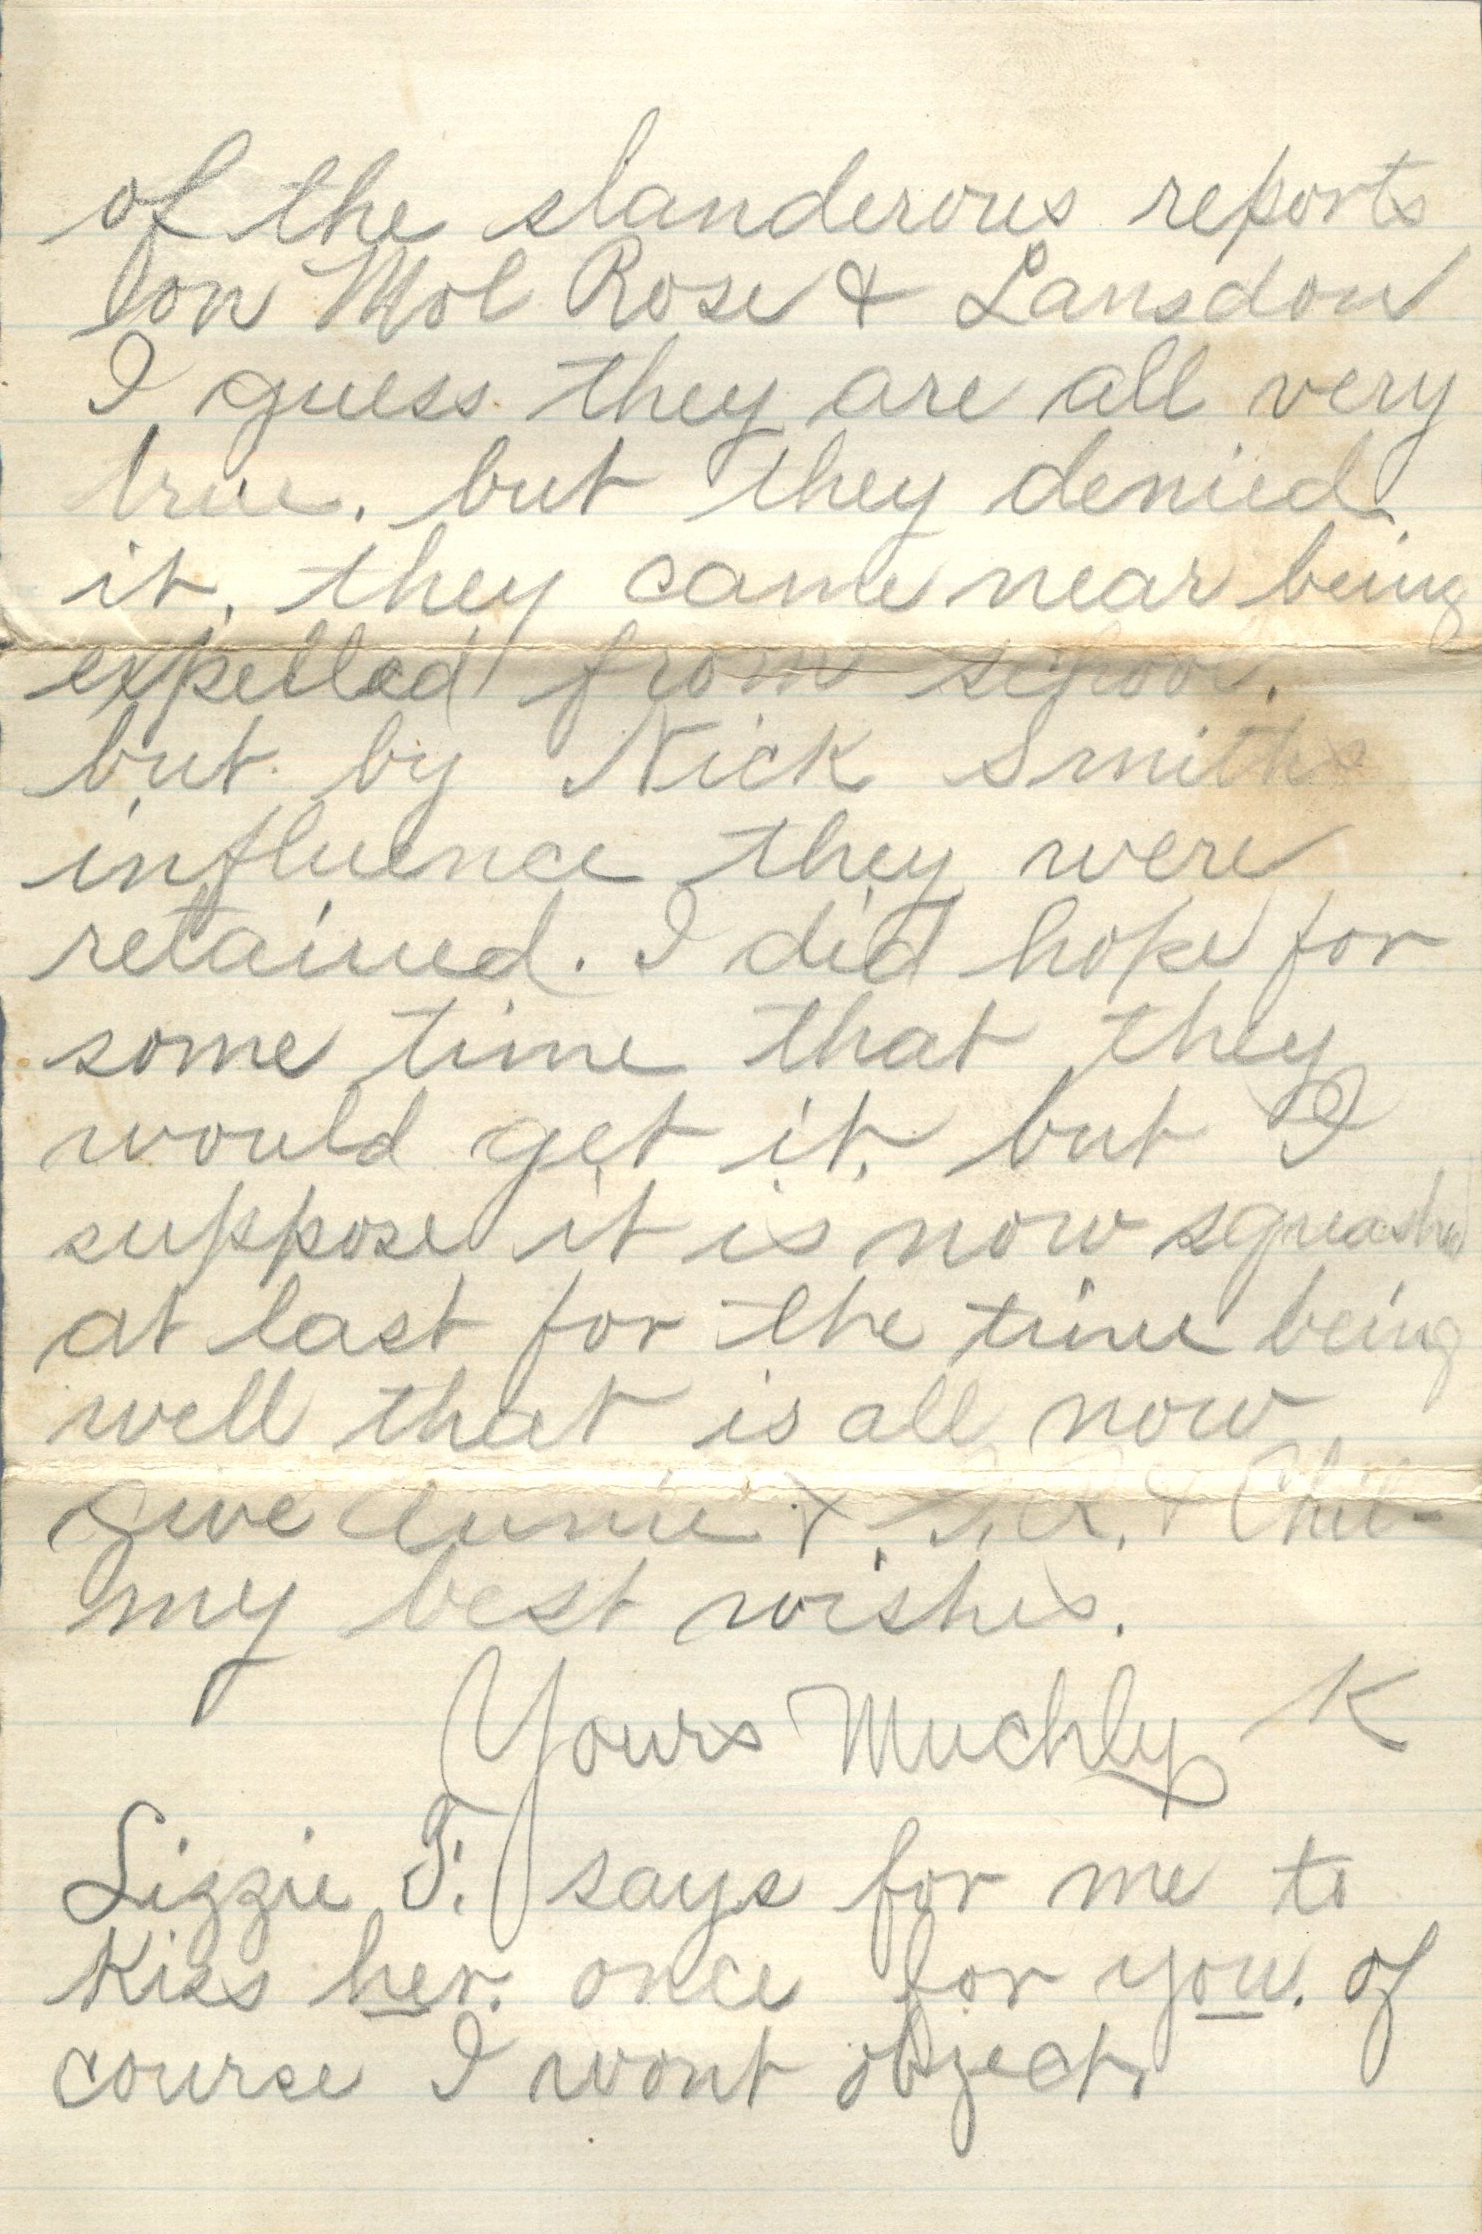 of the slanderous reports
on Mol Rose & Lansdon
I guess they are all very
true. but they denied
it. they came near being
expelled from school.
but by Nick Smiths
influence they were
retained. I did hope for
some time that they
would get it, but I
suppose it is now squashed
at last for the time being
well that is all now
give Annie & &  Chil-
my best wishes.
Yours Muchly K
Lizzie T. says for me to
kiss her. once for you. of
course I wont object.